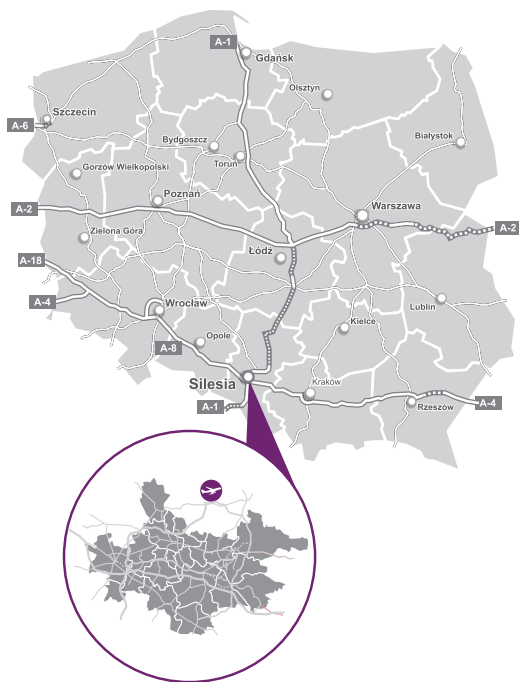 A-1
Gdańsk
Olsztyn
Szczecin
A-6
Białystok
Bydgoszcz
Toruń
Gorzów Wielkopolski
Poznań
A-2
Warszawa
A-2
Zielona Góra
Łódź
A-18
A-4
Wrocław
Lublin
Kielce
Opole
A-8
Silesia
Kraków
A-1
Rzeszów
A-4